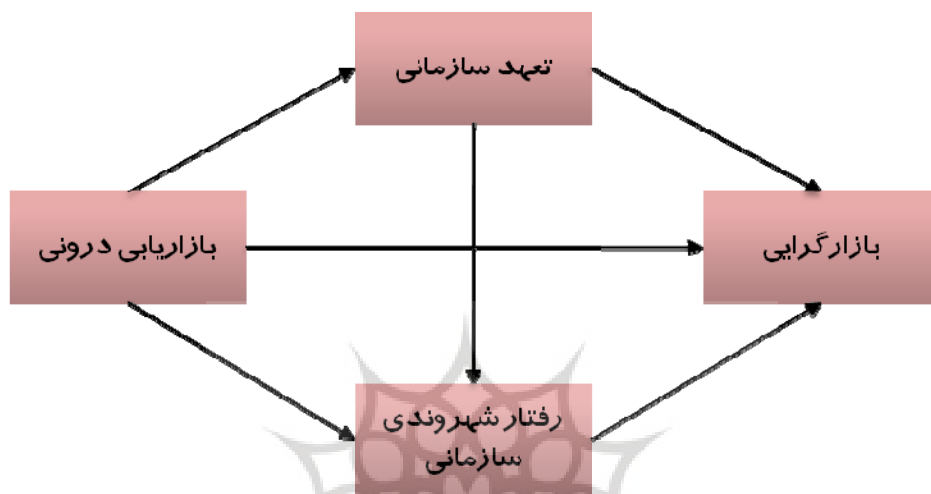 تعهد سازمانی
بازاریابی درونی
بازارگرایی
رفتار شهروندی
سازمانی